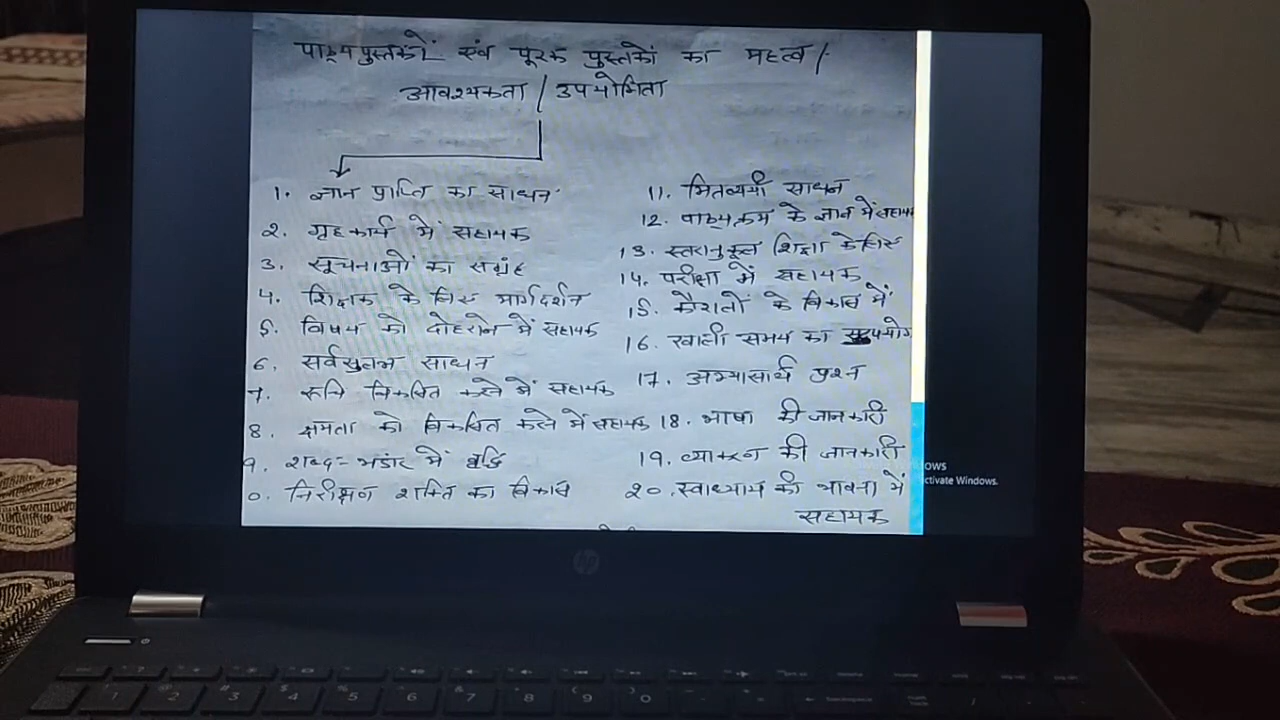 पाठ्यपुस्तकों एवं पूरक पुस्तकों का महत्व/
आवश्यकता / उपयोगिता
1. ज्ञान प्राप्ति का साधन
2. गृहकार्य में सहायक
3. सूचनाओं का संग्रह
4. शिक्षक के लिए मार्गदर्शन
5. विषय को दोहराने में सहायक
6. सर्वसुलभ साधन
7. रूचि विकसित करने में सहायक
8. क्षमता को विकसित करने में सहायक
9. शब्द-भंडार में वृद्धि
0. निरीक्षण शक्ति का विकास
11. मितव्ययी साधन
12. पाठ्यक्रम के ज्ञान में सहायक
13. स्तरानुकूल शिक्षा के लिए
14. परीक्षा में सहायक
15. कौशलों के विकास में
16. खाली समय का सदुपयोग
17. अभ्यासार्थ प्रश्न
18. भाषा की जानकारी
19. व्याकरण की जानकारी
20. स्वाध्याय की भावना में
सहायक
ows
ctivate Windows.
hp